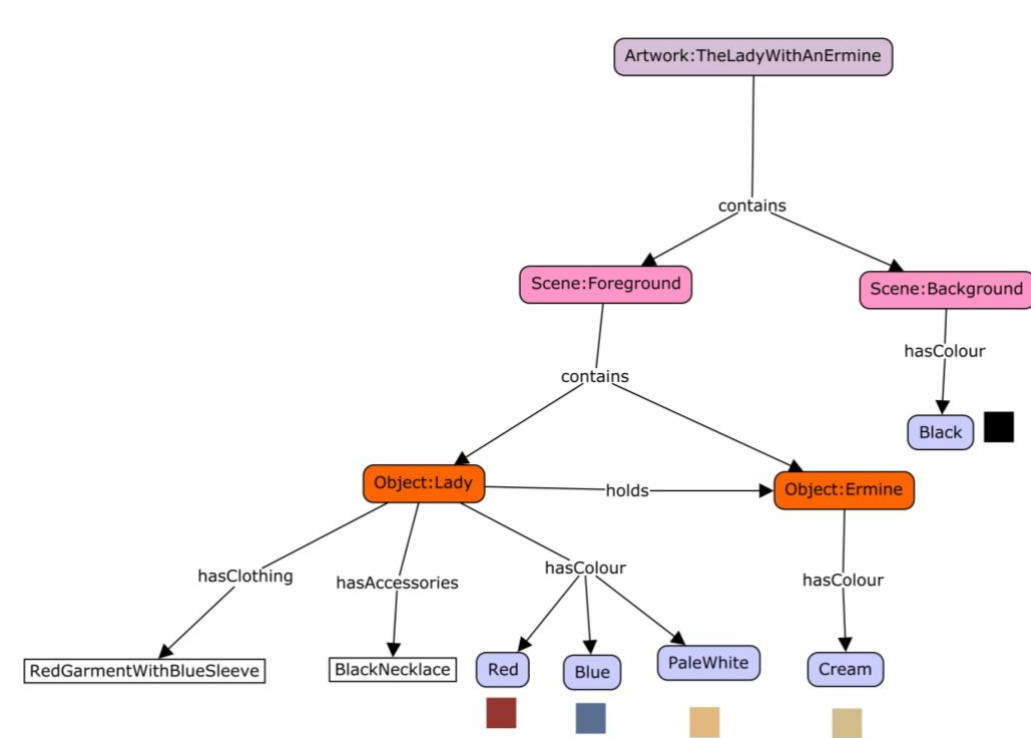 Artwork:TheLadyWithAnErmine
contains
Scene:Foreground
Scene:Background
hasColour
contains
Black
Object:Lady
holds
Object:Ermine
hasClothing
hasAccessories
hasColour
hasColour
RedGarmentWithBlueSleeve
BlackNecklace
Red
Blue
PaleWhite
Cream